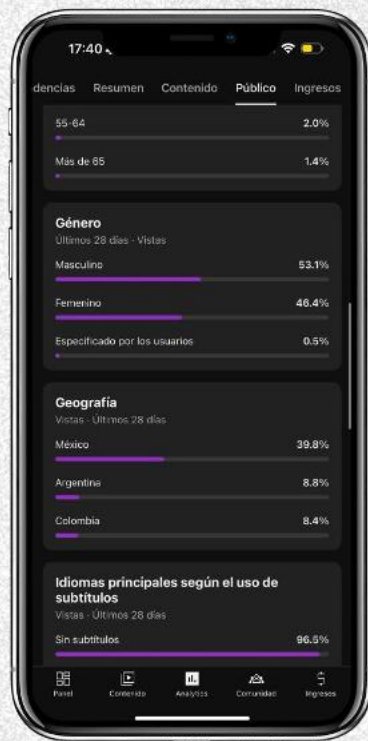 17:40
dencias Resumen Contenido Público Ingresos
55-64 2.0%
Más de 65 1.4%
Género
Últimos 28 días · Vistas
Masculino 53.1%
Femenino 46.4%
Especificado por los usuarios 0.5%
Geografía
Vistas · Últimos 28 días
México 39.8%
Argentina 8.8%
Colombia 8.4%
Idiomas principales según el uso de
subtítulos
Vistas · Últimos 28 días
Sin subtítulos 96.5%
Panel Contenido Analytics Comunidad Ingresos